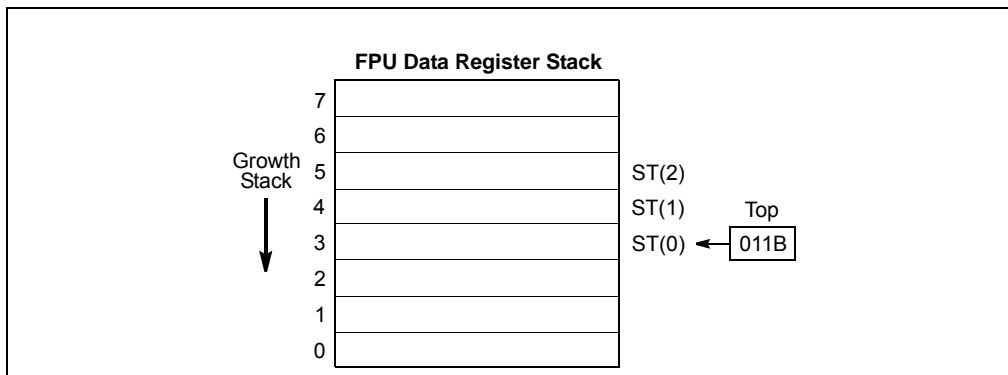 FPU Data Register Stack
7
6
Growth
Stack
5
ST(2)
4
ST(1)
Top
3
ST(0)
011B
2
1
0